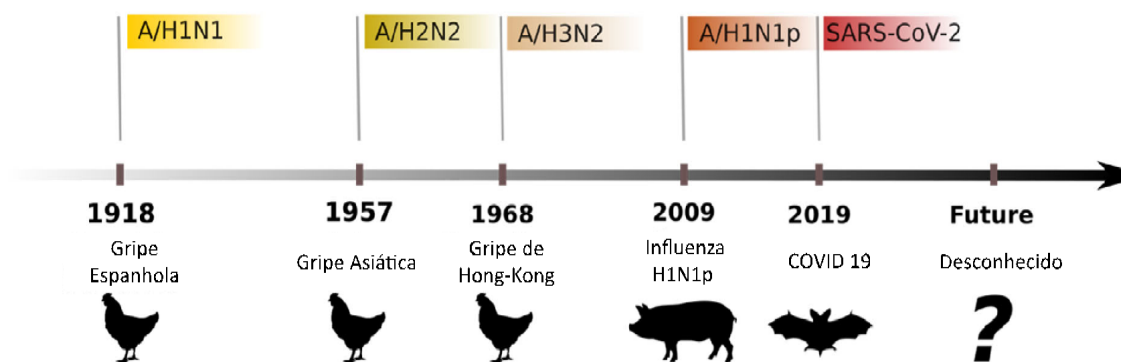 A/H1N1
A/H2N2
A/H3N2
A/H1N1p
SARS-CoV-2
1918
1957
1968
2009
2019
Future
Gripe
Espanhola
Gripe Asiática
Gripe de
Hong-Kong
Influenza
H1N1p
COVID 19
Desconhecido
?